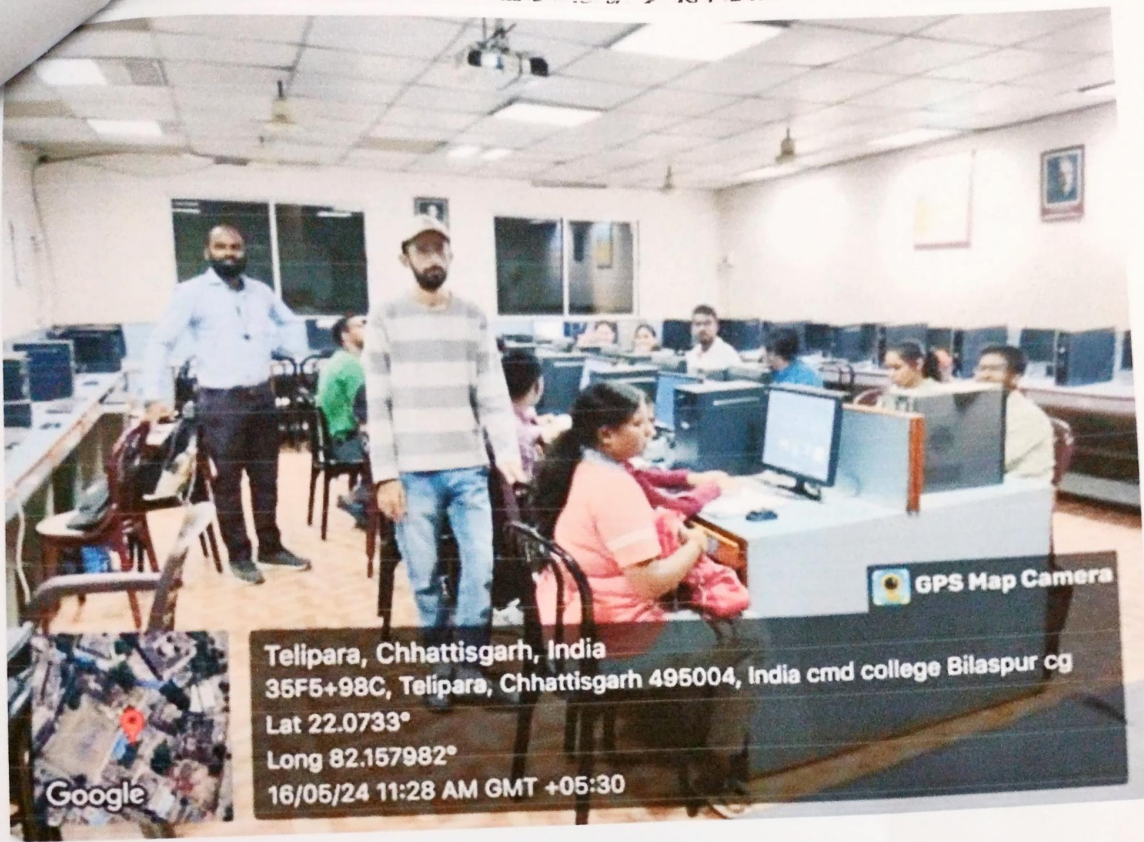 GPS Map Camera
Telipara, Chhattisgarh, India
35F5+98C, Telipara, Chhattisgarh 495004, India cmd college Bilaspur cg
Lat 22.0733°
Long 82.157982°
16/05/24 11:28 AM GMT +05:30
Google